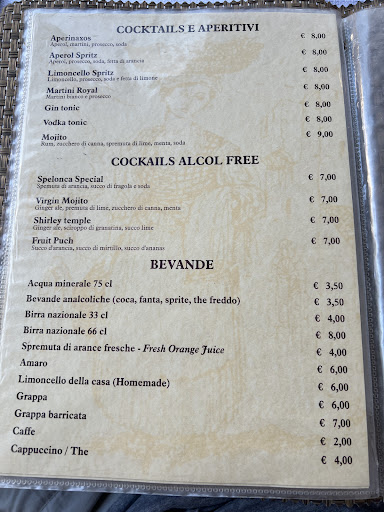 COCKTAILS E APERITIVI
Aperinaxos € 8,00
Aperol, martini, prosecco, soda
Aperol Spritz € 8,00
Aperol, prosecco, soda, fetta di arancia
Limoncello Spritz € 8,00
Limoncello, prosecco, soda e fetta di limone
Martini Royal € 8,00
Martini bianco e prosecco
Gin tonic € 8,00
Vodka tonic € 8,00
Mojito € 9,00
Rum, zucchero di canna, spremuta di lime, menta, soda
COCKAILS ALCOL FREE
Spelonca Special € 7,00
Spemuta di arancia, succo di fragola e soda
Virgin Mojito € 7,00
Ginger ale, premuta di lime, zucchero di canna, menta
Shirley temple € 7,00
Ginger ale, sciroppo di granatina, succo lime
Fruit Puch € 7,00
Succo d'arancia, succo di mirtillo, succo d'ananas
BEVANDE
Acqua minerale 75 cl € 3,50
Bevande analcoliche (coca, fanta, sprite, the freddo) € 3,50
Birra nazionale 33 cl € 4,00
Birra nazionale 66 cl € 8,00
Spremuta di arance fresche - Fresh Orange Juice € 4,00
Amaro € 6,00
Limoncello della casa (Homemade) € 6,00
Grappa € 6,00
Grappa barricata € 7,00
Caffe € 2,00
Cappuccino / The € 4,00